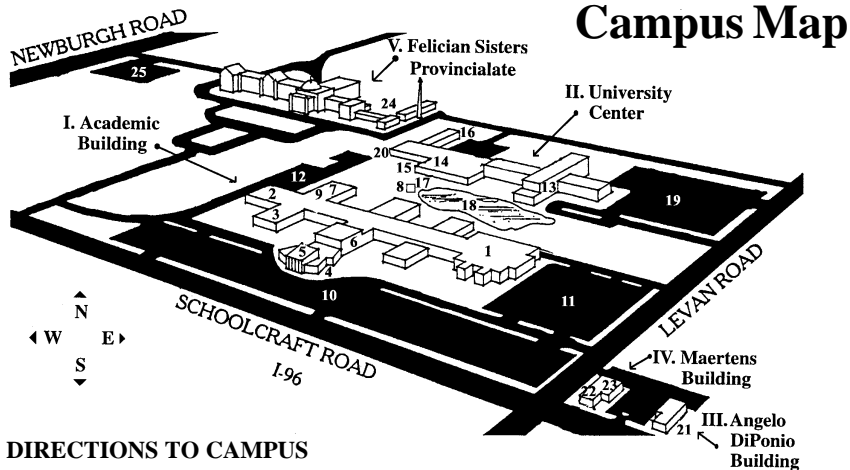 Campus Map
NEWBURGH ROAD
V. Felician Sisters
Provincialate
25
24
II. University
Center
I. Academic
Building
16
20
14
15
13
12
8
17
19
2
9
7
18
3
6
1
5
4
10
11
LEVAN ROAD
SCHOOLCRAFT ROAD
I-96
N
W
E
S
IV. Maertens
Building
22
23
21
III. Angelo
DiPonio
Building
DIRECTIONS TO CAMPUS